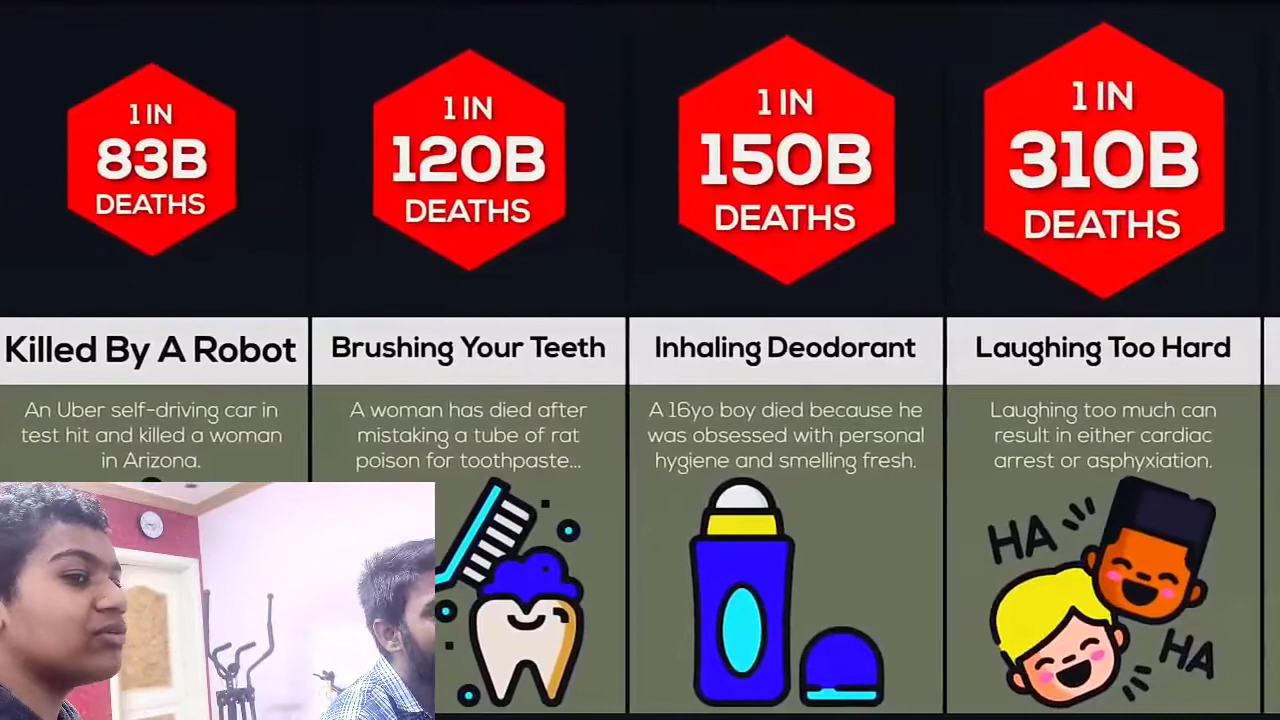 1 IN
83B
DEATHS
1 IN
120B
DEATHS
1 IN
150B
DEATHS
1 IN
310B
DEATHS
Killed By A Robot
Brushing Your Teeth
Inhaling Deodorant
Laughing Too Hard
An Uber self-driving car in
test hit and killed a woman
in Arizona.
A woman has died after
mistaking a tube of rat
poison for toothpaste...
A 16yo boy died because he
was obsessed with personal
hygiene and smelling fresh.
Laughing too much can
result in either cardiac
arrest or asphyxiation.
HA
HA